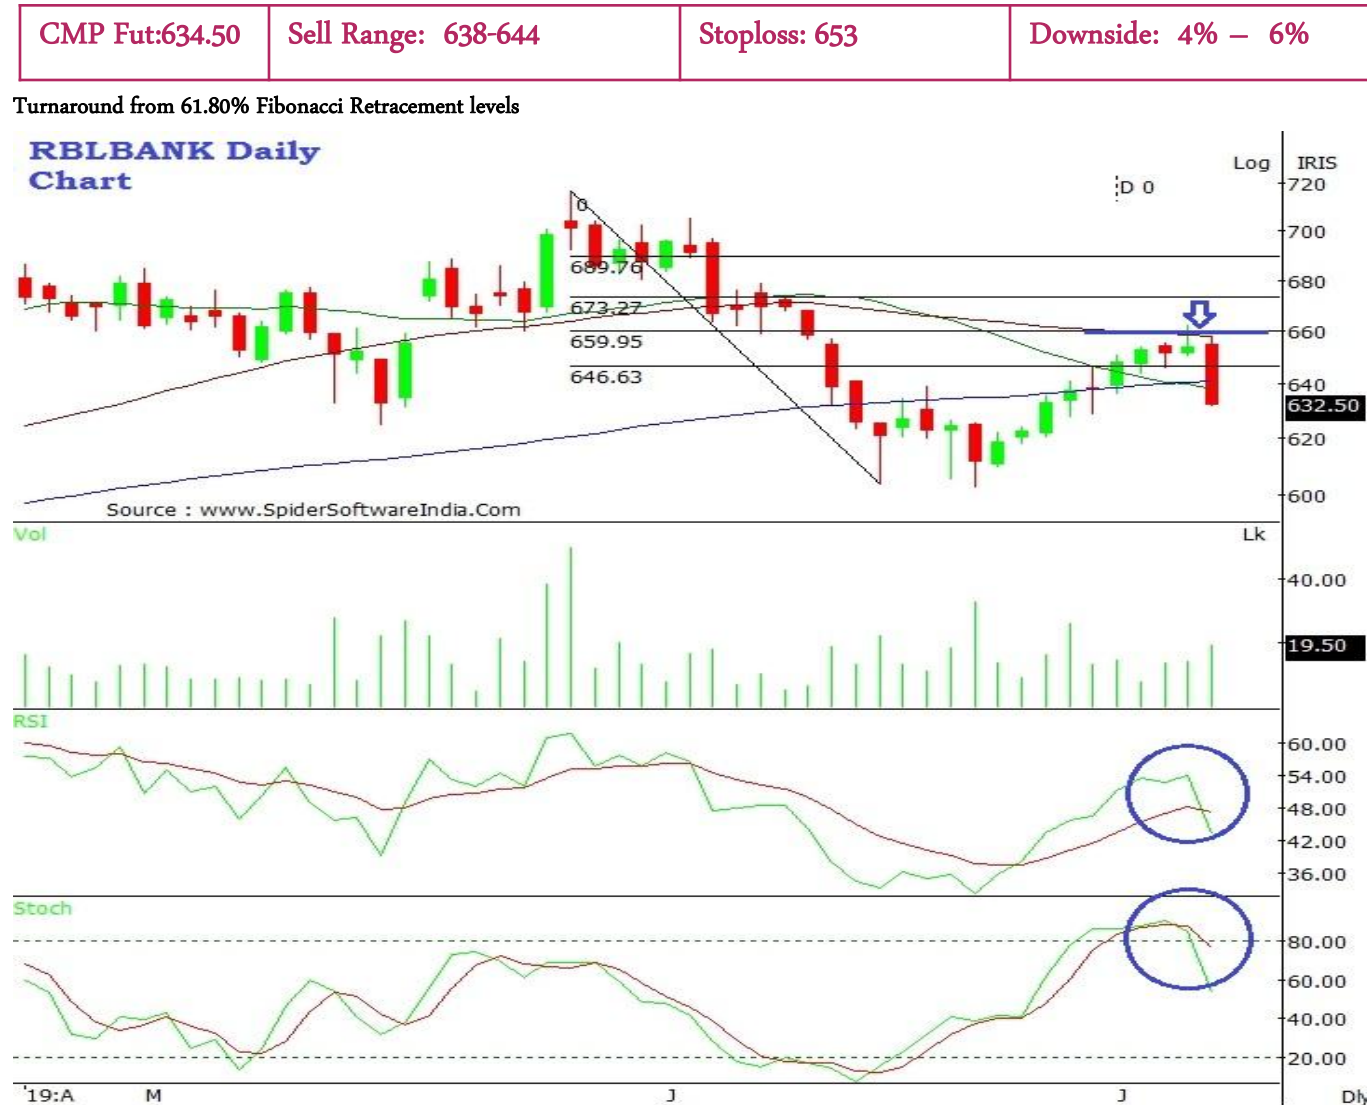 CMP Fut:634.50 Sell Range: 638-644 Stoploss: 653 Downside: 4% – 6%
Turnaround from 61.80% Fibonacci Retracement levels
RBLBANK Daily
Chart
Log IRIS
720
D 0
0
700
689.76
680
673.27
660
659.95
646.63
640
632.50
620
600
Source : www.SpiderSoftwareIndia.Com
Vol Lk
40.00
19.50
RSI
60.00
54.00
48.00
42.00
36.00
Stoch
80.00
60.00
40.00
20.00
'19:A M J J Dly